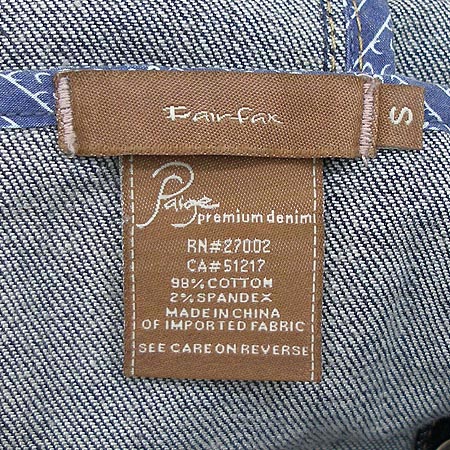 Fairfax
S
Paige
premium denim
RN#27002
CA#51217
98% COTTON
2% SPANDEX
MADE IN CHINA
OF IMPORTED FABRIC
SEE CARE ON REVERSE